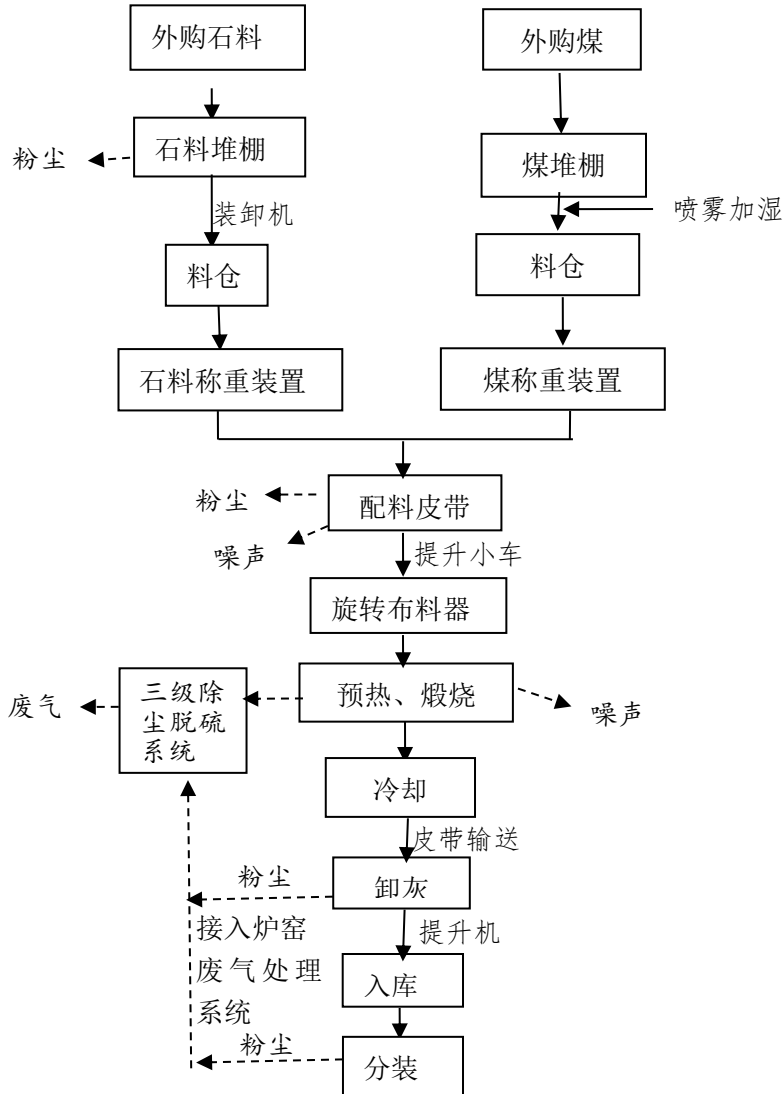 外购石料
外购煤
粉尘
石料堆棚
煤堆棚
装卸机
喷雾加湿
料仓
料仓
石料称重装置
煤称重装置
粉尘
配料皮带
噪声
提升小车
旋转布料器
废气
三级除
尘脱硫
系统
预热、煅烧
噪声
冷却
皮带输送
粉尘
卸灰
接入炉窑
废气处理
系统
提升机
入库
粉尘
分装